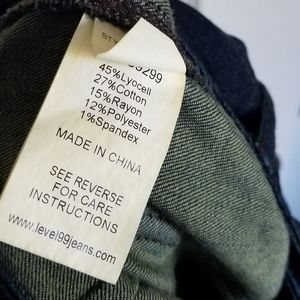 45%Lyocell
27%Cotton
15%Rayon
12%Polyester
1%Spandex
MADE IN CHINA
SEE REVERSE
FOR CARE
INSTRUCTIONS
www.level99jeans.com